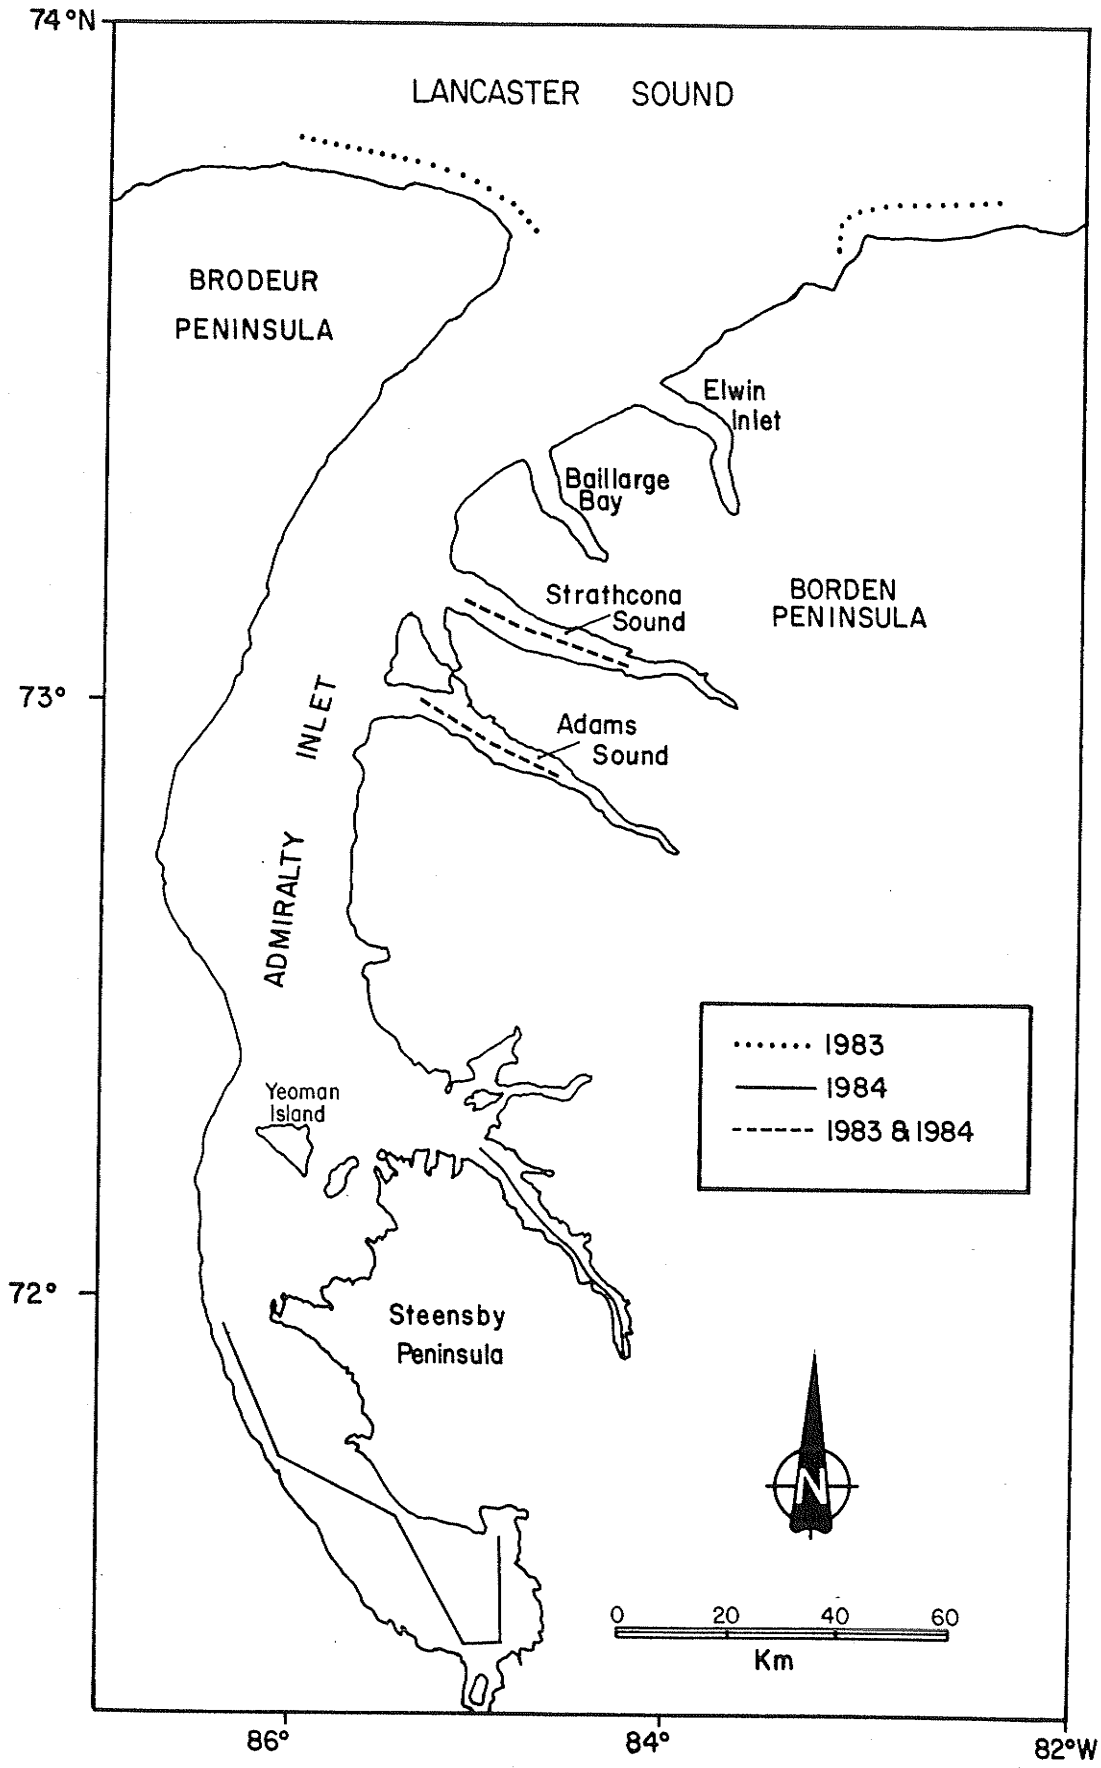 74°N
LANCASTER SOUND
BRODEUR
PENINSULA
Elwin
Inlet
Baillarge
Bay
Strathcona
Sound
BORDEN
PENINSULA
73°
ADMIRALTY INLET
Adams
Sound
1983
1984
1983 & 1984
Yeoman
Island
72°
Steensby
Peninsula
N
0 20 40 60
Km
86° 84° 82°W